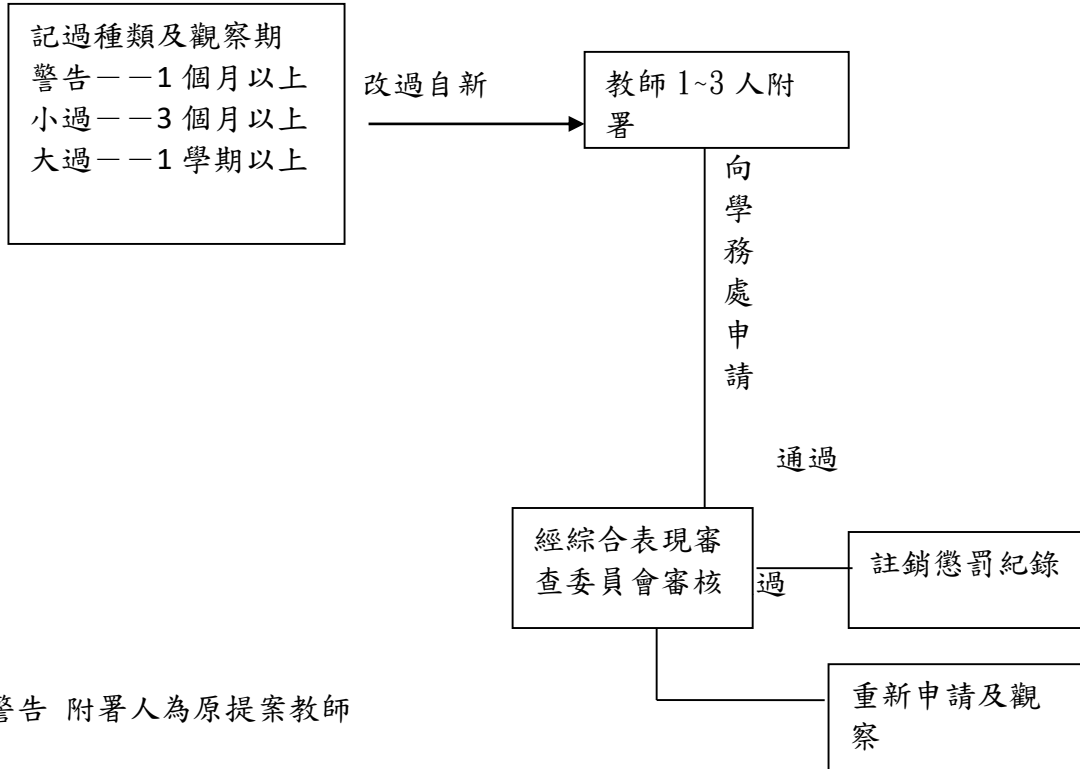 記過種類及觀察期
警告——1 個月以上
小過——3 個月以上
大過——1 學期以上
改過自新
教師 1~3 人附
署
向學務處申請
通過
經綜合表現審
查委員會審核
過
註銷懲罰紀錄
重新申請及觀
察
警告 附署人為原提案教師